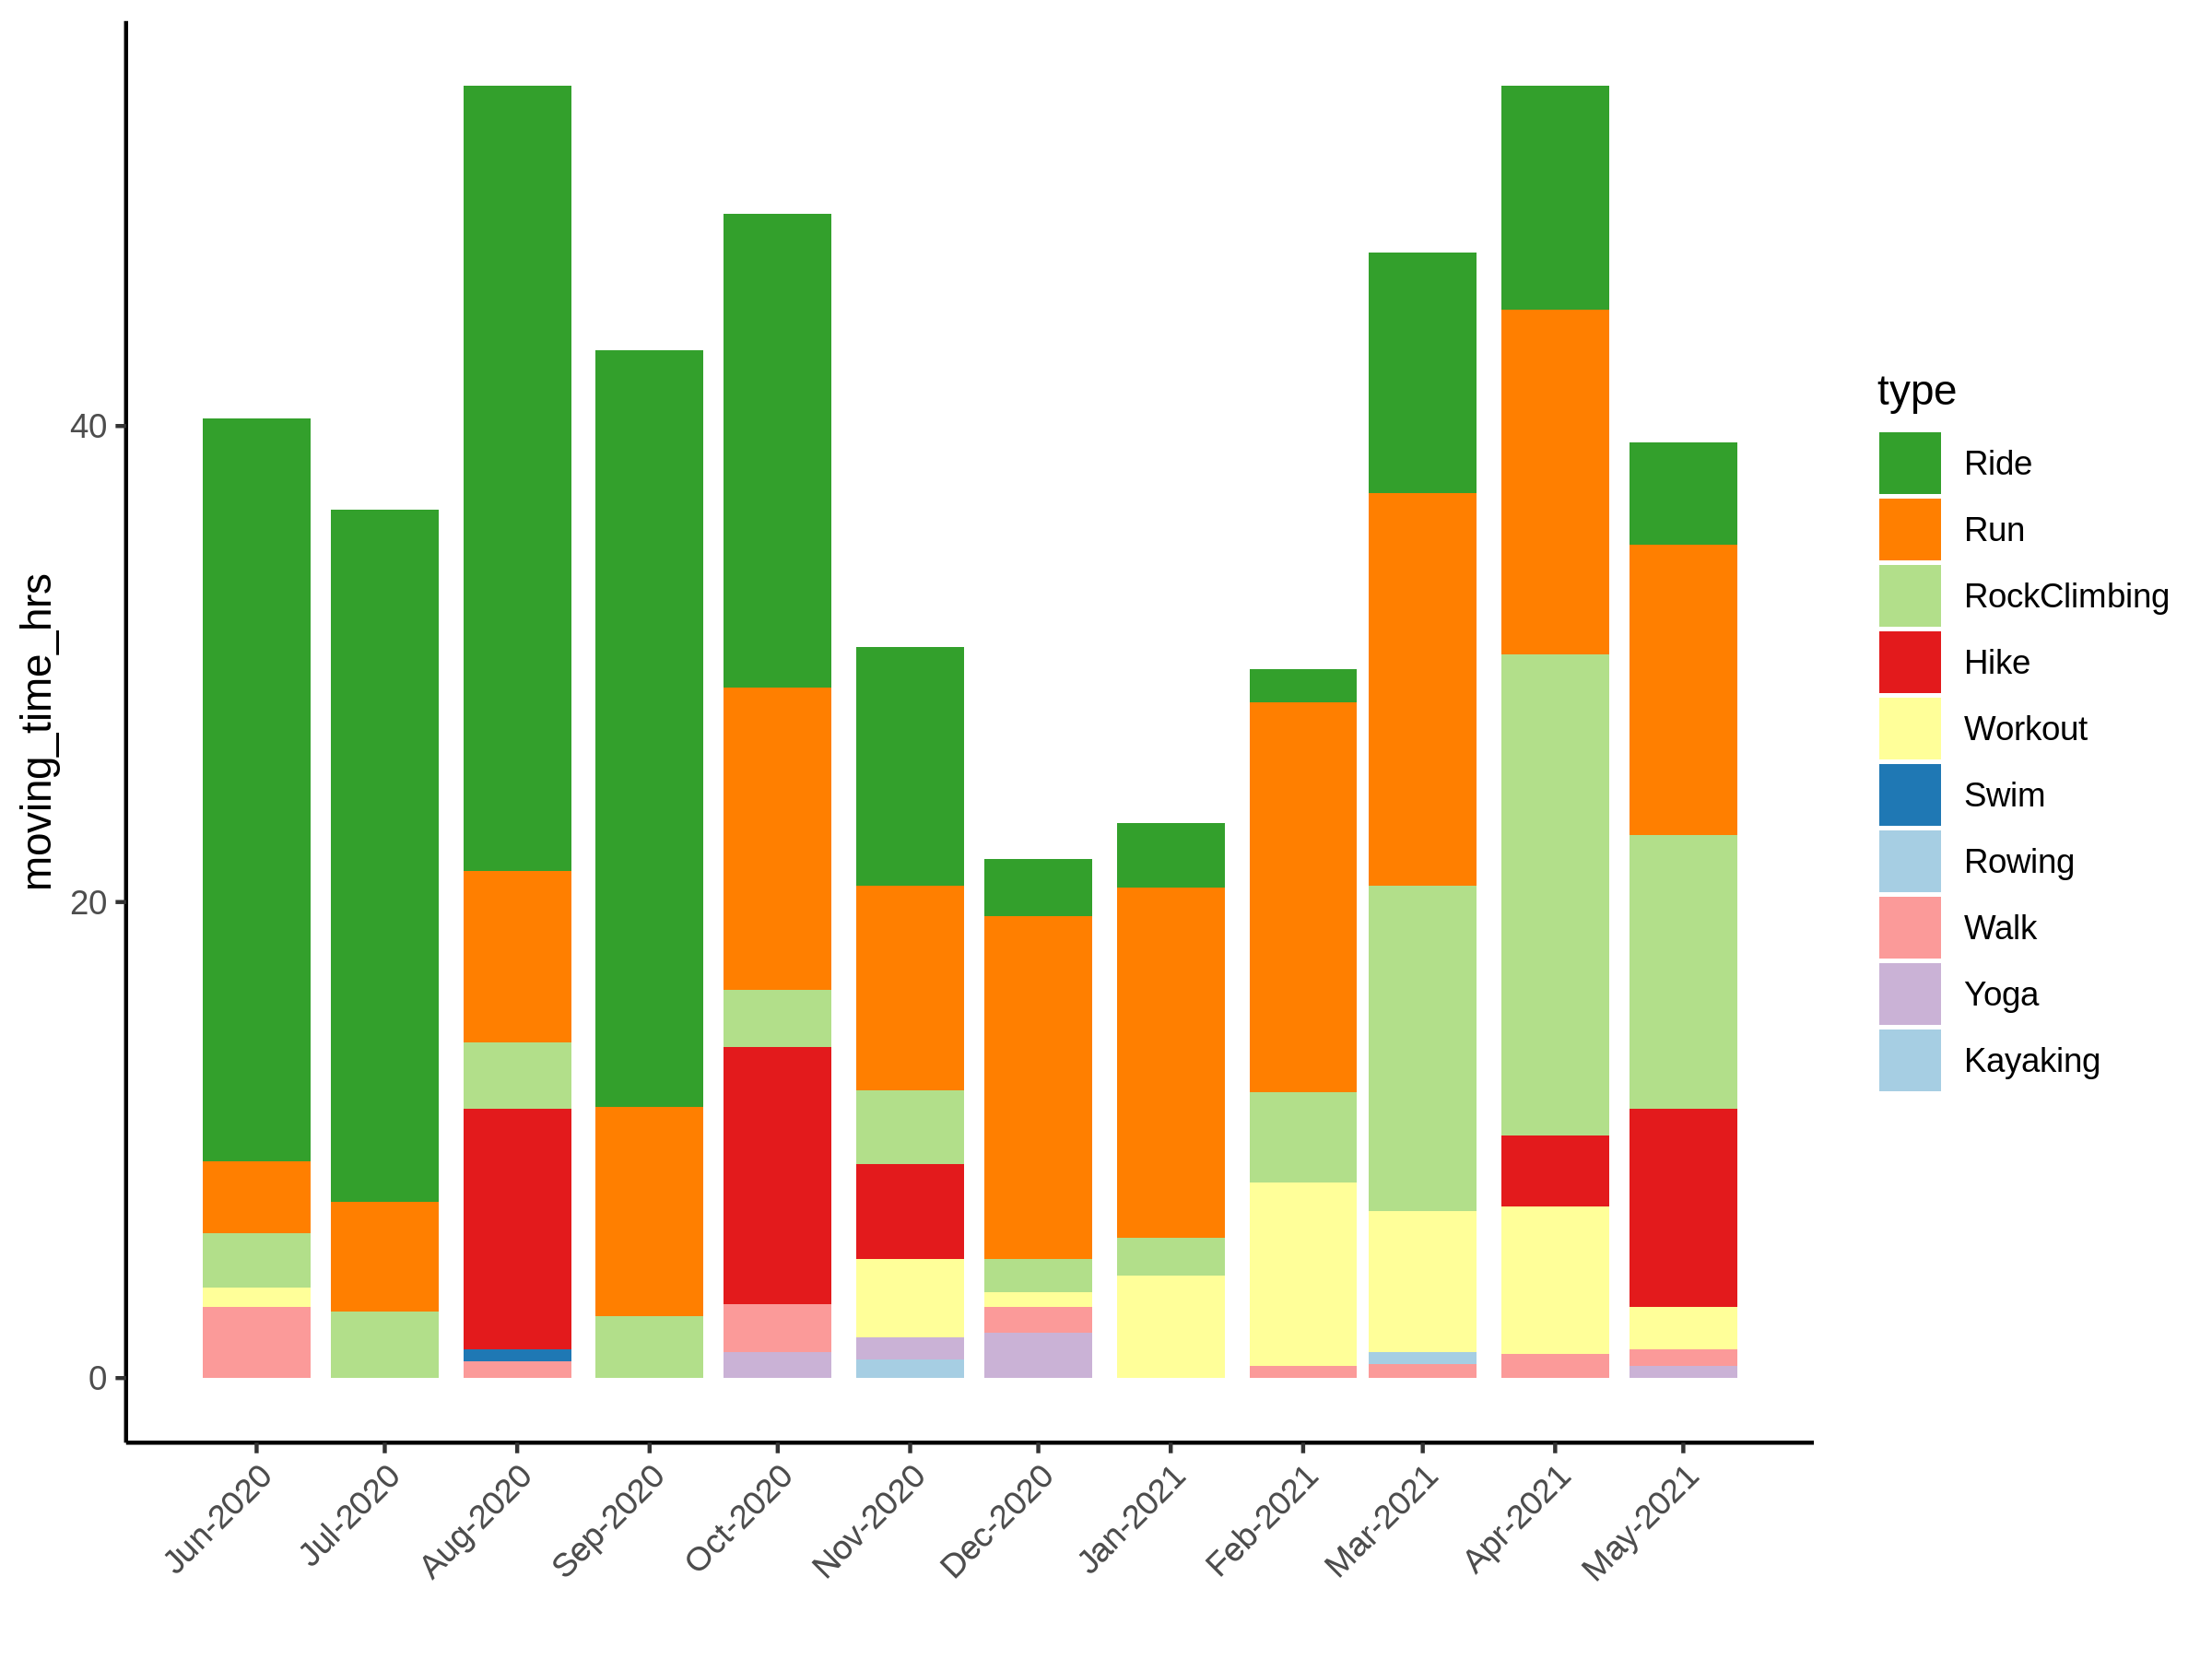 moving_time_hrs
40
20
0
Jun-2020
Jul-2020
Aug-2020
Sep-2020
Oct-2020
Nov-2020
Dec-2020
Jan-2021
Feb-2021
Mar-2021
Apr-2021
May-2021
type
Ride
Run
RockClimbing
Hike
Workout
Swim
Rowing
Walk
Yoga
Kayaking